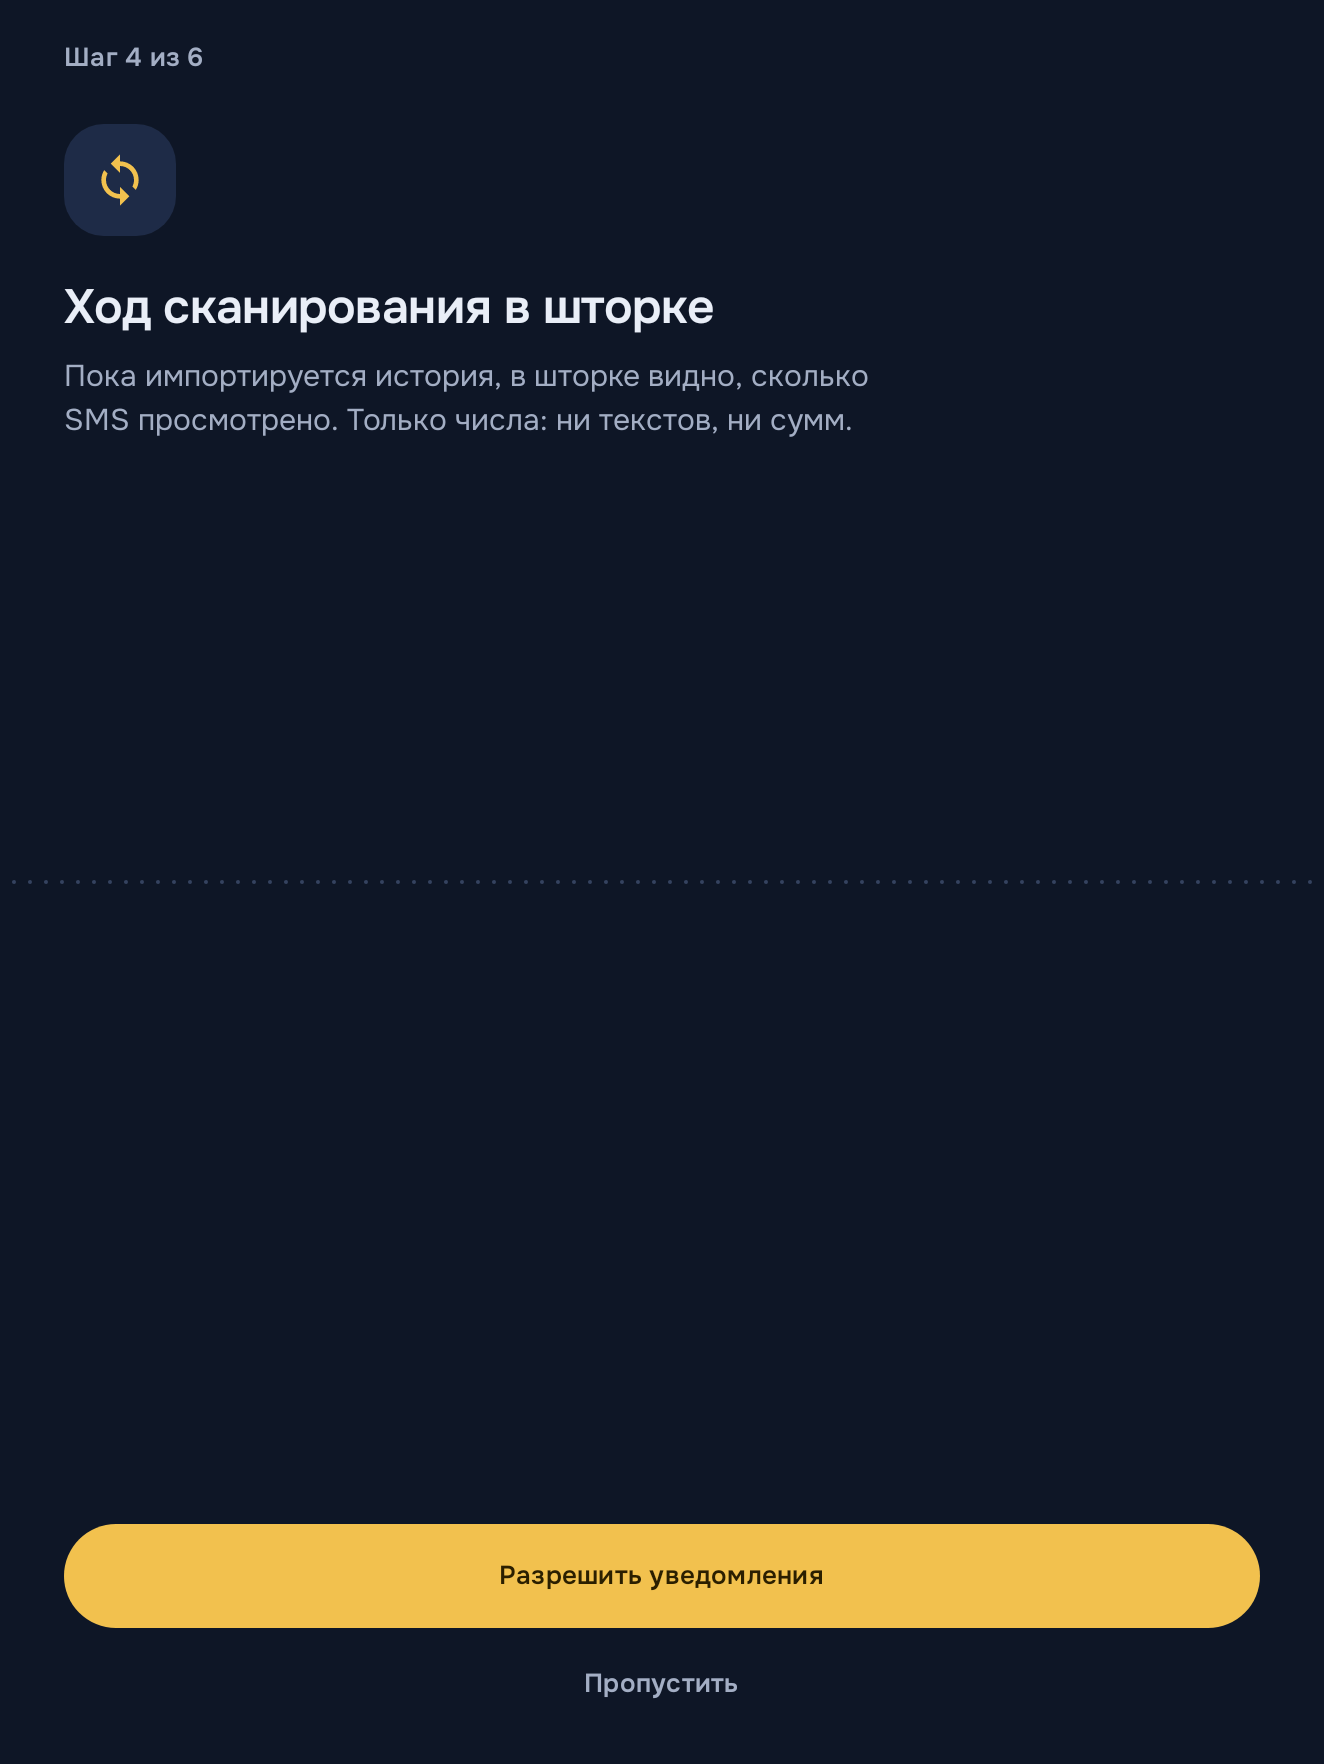 Шаг 4 из 6
Ход сканирования в шторке
Пока импортируется история, в шторке видно, сколько
SMS просмотрено. Только числа: ни текстов, ни сумм.
Разрешить уведомления
Пропустить